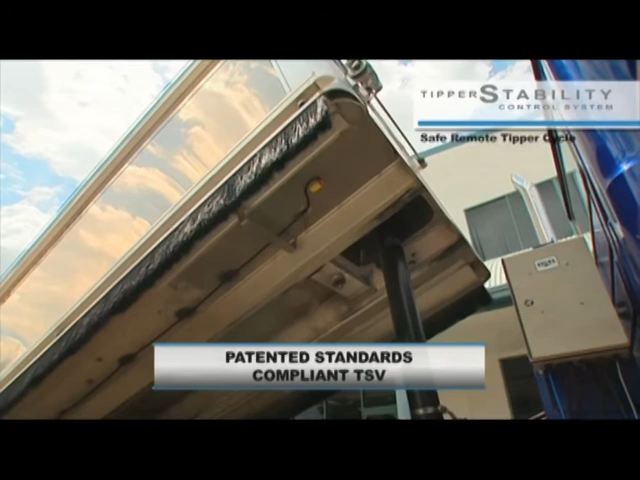 TIPPER STABILITY
CONTROL SYSTEM
Safe Remote Tipper Cycle
PATENTED STANDARDS
COMPLIANT TSV